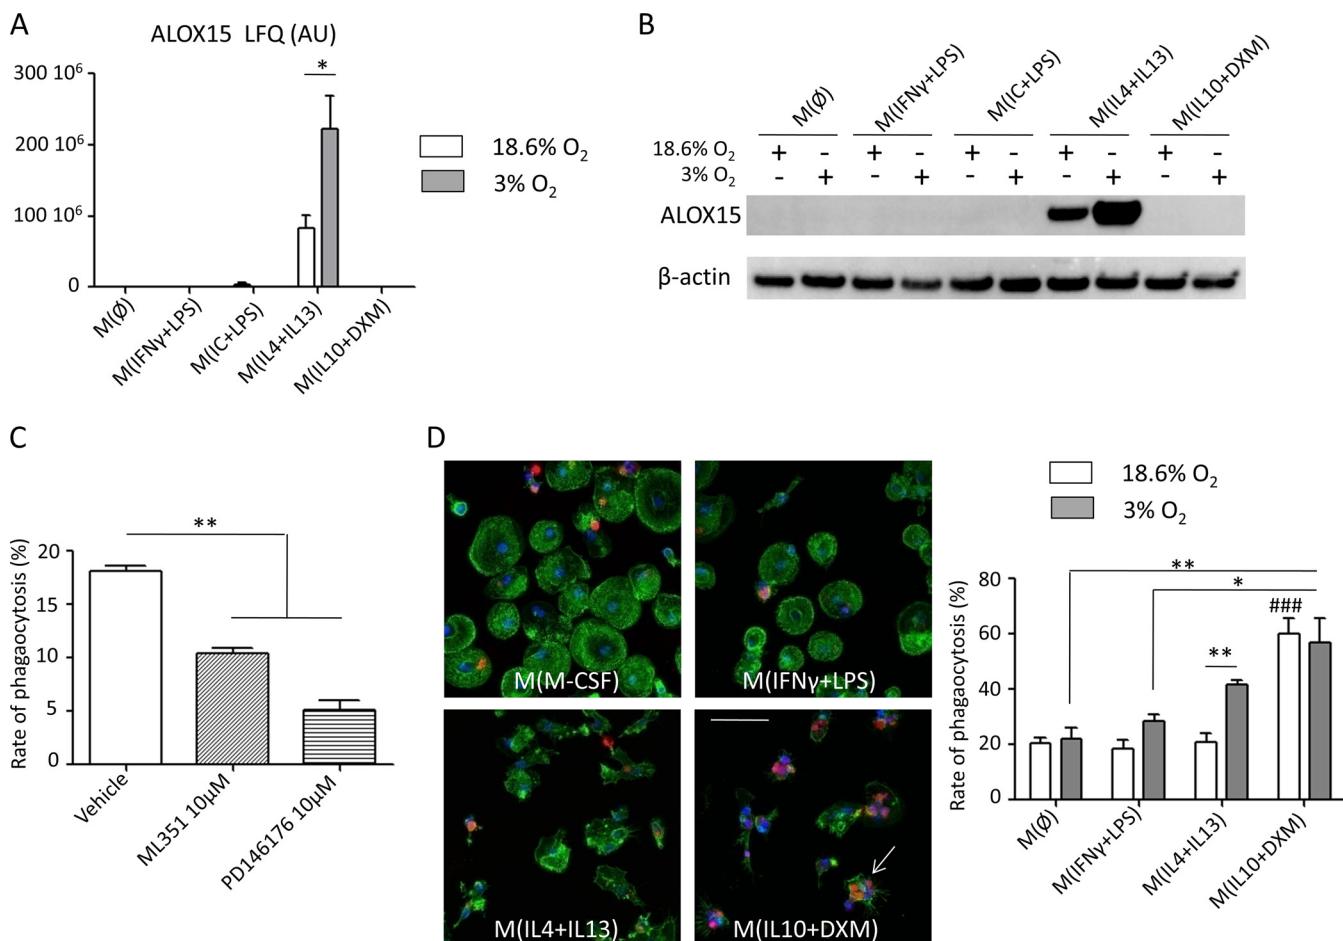 A
ALOX15 LFQ (AU)
300 10⁶
200 10⁶
100 10⁶
0
*
M(Ø)
M(IFNγ+LPS)
M(IC+LPS)
M(IL4+IL13)
M(IL10+DXM)
18.6% O₂
3% O₂
B
M(Ø)
M(IFNγ+LPS)
M(IC+LPS)
M(IL4+IL13)
M(IL10+DXM)
18.6% O₂ + - + - + - + - + -
3% O₂ - + - + - + - + - +
ALOX15
β-actin
C
Rate of phagaocytosis (%)
20
15
10
5
0
**
Vehicle
ML351 10µM
PD146176 10µM
D
M(M-CSF)
M(IFNγ+LPS)
M(IL4+IL13)
M(IL10+DXM)
18.6% O₂
3% O₂
Rate of phagaocytosis (%)
80
60
40
20
0
**
*
###
**
M(Ø)
M(IFNγ+LPS)
M(IL4+IL13)
M(IL10+DXM)